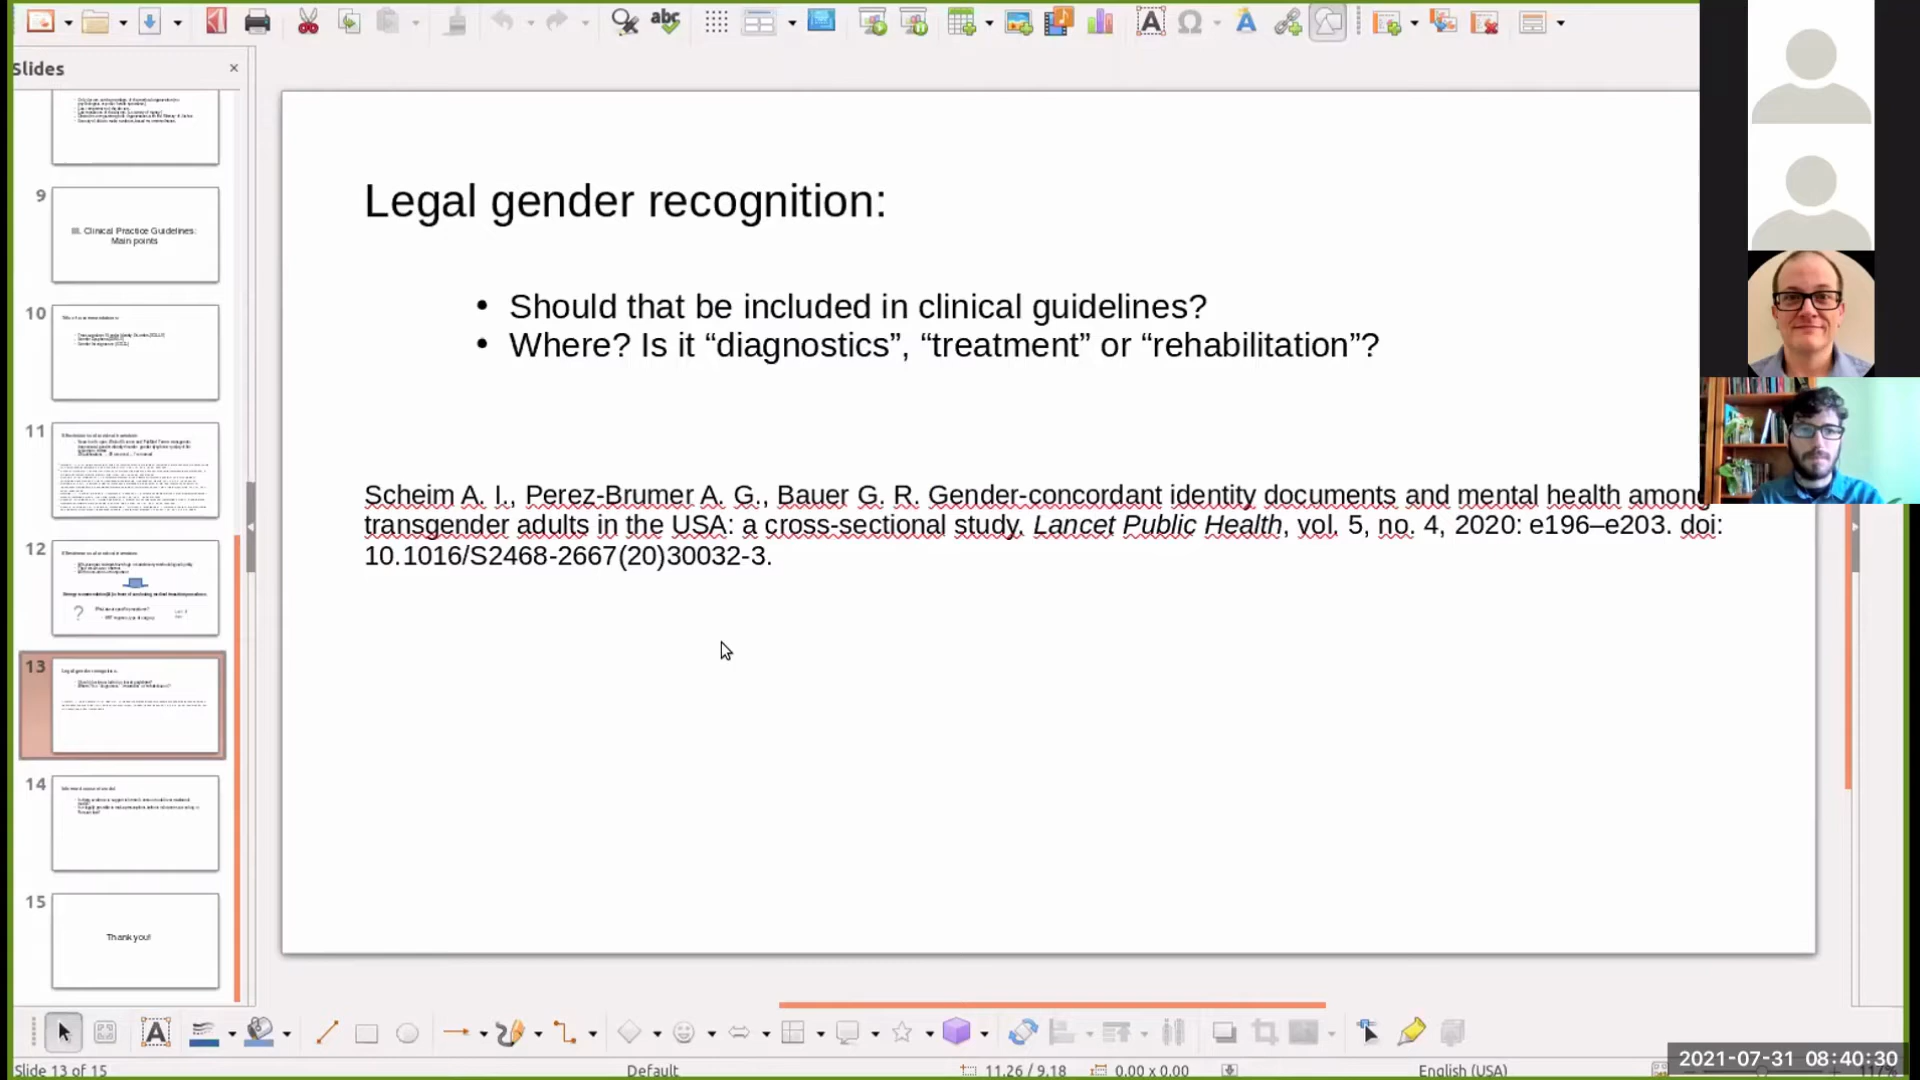 Slides
9
III. Clinical Practice Guidelines:
Main points
10
11
12
13
14
15
Thank you!
Legal gender recognition:
• Should that be included in clinical guidelines?
• Where? Is it “diagnostics”, “treatment” or “rehabilitation”?
Scheim A. I., Perez-Brumer A. G., Bauer G. R. Gender-concordant identity documents and mental health among
transgender adults in the USA: a cross-sectional study. Lancet Public Health, vol. 5, no. 4, 2020: e196–e203. doi:
10.1016/S2468-2667(20)30032-3.
Slide 13 of 15
Default
11.26 / 9.18
0.00 x 0.00
English (USA)
2021-07-31 08:40:30